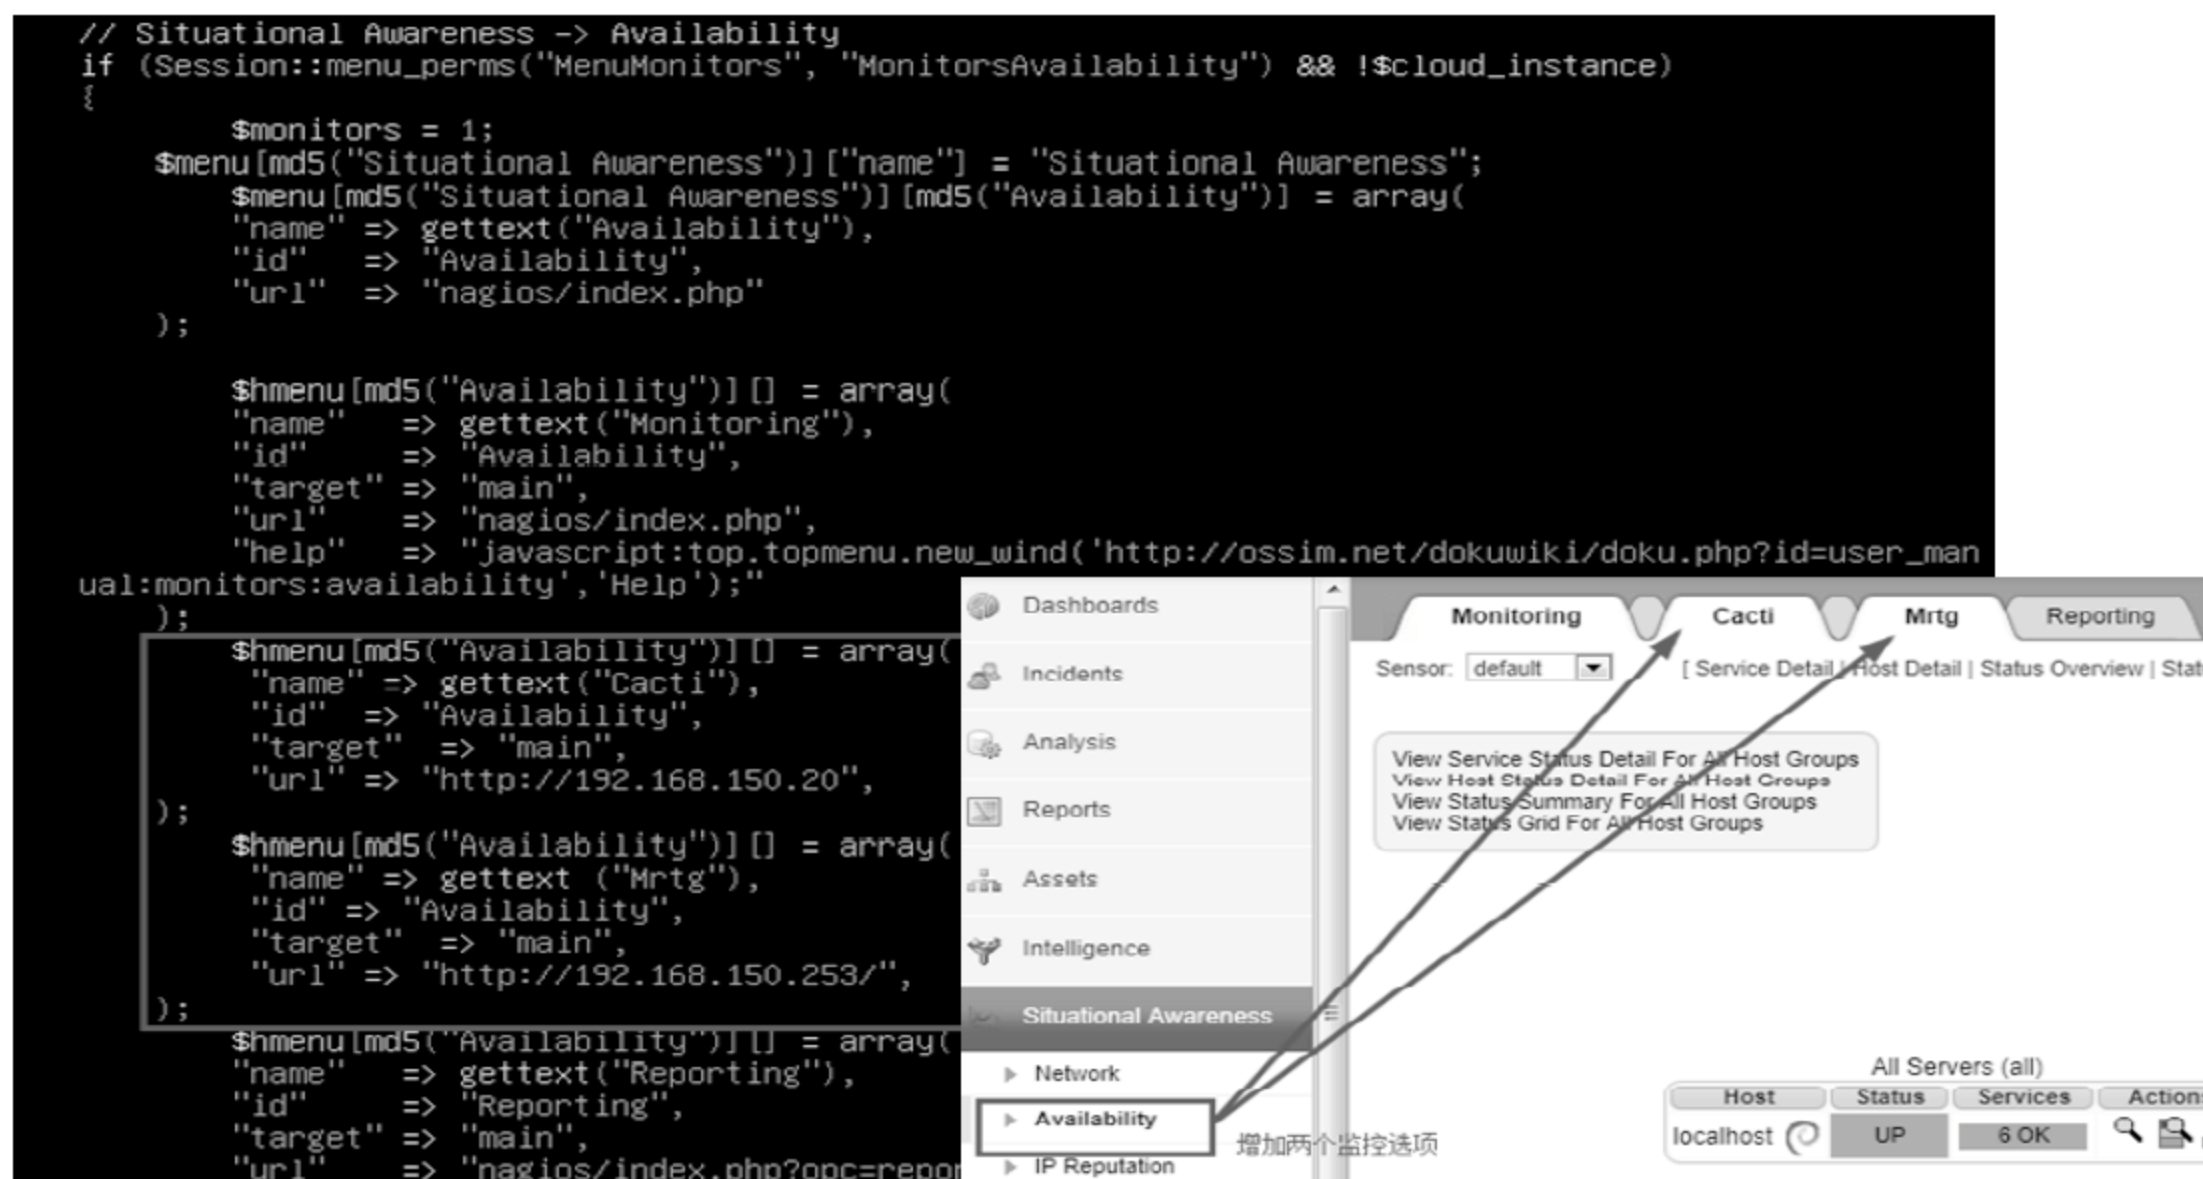 // Situational Awareness -> Availability
if (Session::menu_perms("MenuMonitors", "MonitorsAvailability") && !$cloud_instance)
{
$monitors = 1;
$menu[md5("Situational Awareness")]["name"] = "Situational Awareness";
$menu[md5("Situational Awareness")][md5("Availability")] = array(
"name" => gettext("Availability"),
"id" => "Availability",
"url" => "nagios/index.php"
);
$hmenu[md5("Availability")][] = array(
"name" => gettext("Monitoring"),
"id" => "Availability",
"target" => "main",
"url" => "nagios/index.php",
"help" => "javascript:top.topmenu.new_wind('http://ossim.net/dokuwiki/doku.php?id=user_man
ual:monitors:availability','Help');"
);
$hmenu[md5("Availability")][] = array(
"name" => gettext("Cacti"),
"id" => "Availability",
"target" => "main",
"url" => "http://192.168.150.20",
);
$hmenu[md5("Availability")][] = array(
"name" => gettext ("Mrtg"),
"id" => "Availability",
"target" => "main",
"url" => "http://192.168.150.253/",
);
$hmenu[md5("Availability")][] = array(
"name" => gettext("Reporting"),
"id" => "Reporting",
"target" => "main",
"url" => "nagios/index.php?opc=repor
Dashboards
Incidents
Analysis
Reports
Assets
Intelligence
Situational Awareness
Network
Availability
IP Reputation
增加两个监控选项
Monitoring Cacti Mrtg Reporting
Sensor: default [ Service Detail | Host Detail | Status Overview | Stat
View Service Status Detail For All Host Groups
View Host Status Detail For All Host Groups
View Status Summary For All Host Groups
View Status Grid For All Host Groups
All Servers (all)
Host Status Services Actions
localhost UP 6 OK